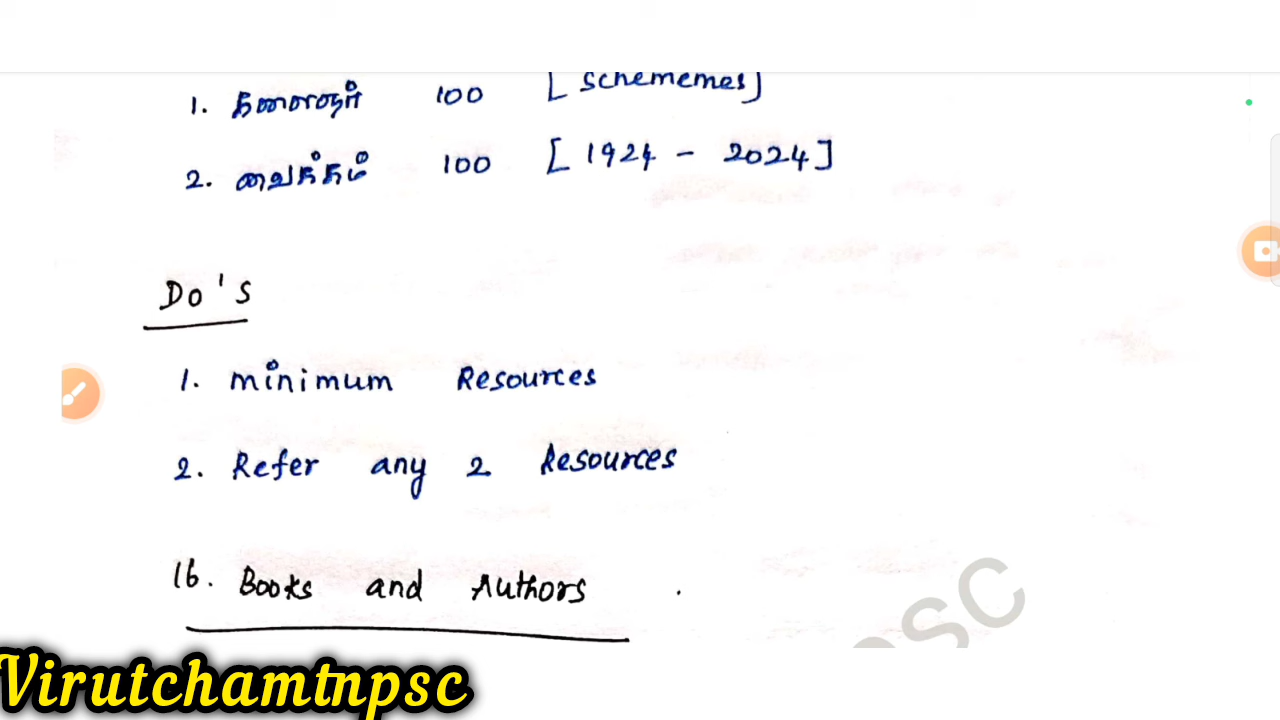 1. கலைஞர் 100 [Schememes]
2. வைக்கம் 100 [1924 - 2024]
Do's
1. minimum Resources
2. Refer any 2 Resources
16. Books and Authors .
PSC
Virutchamtnpsc